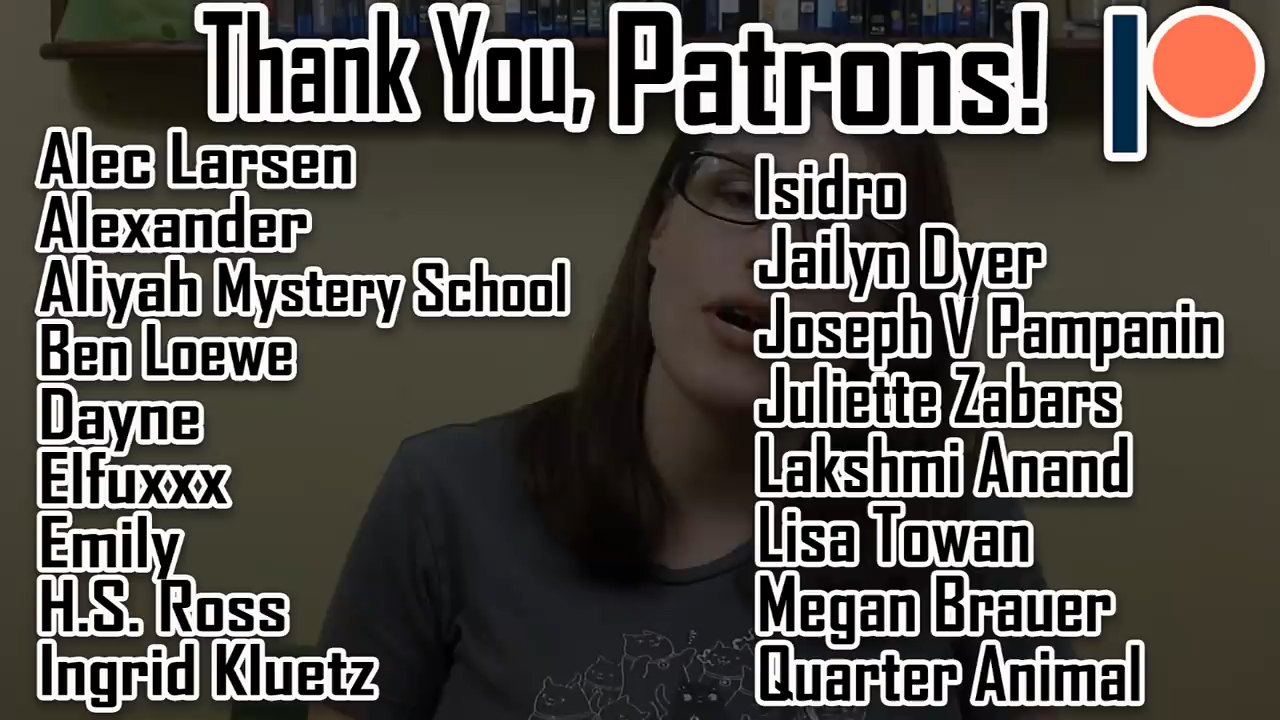 Thank You, Patrons!
Alec Larsen
Alexander
Aliyah Mystery School
Ben Loewe
Dayne
Elfuxxx
Emily
H.S. Ross
Ingrid Kluetz
Isidro
Jailyn Dyer
Joseph V Pampanin
Juliette Zabars
Lakshmi Anand
Lisa Towan
Megan Brauer
Quarter Animal